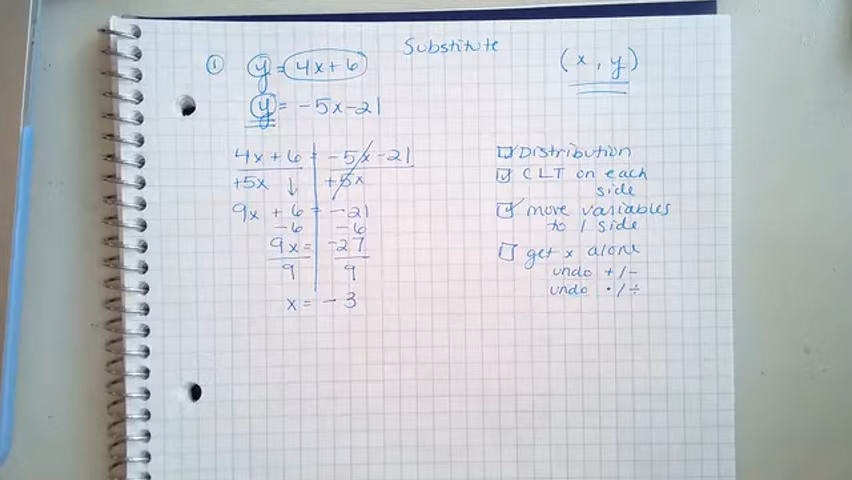 Substitute
① y = 4x+6
(x, y)
y = -5x-21
4x + 6 = -5x -21
+5x +5x
9x + 6 = -21
-6 -6
9x = -27
9 9
x = -3
Distribution
CLT on each
side
move variables
to 1 side
get x alone
undo +/-
undo •/÷